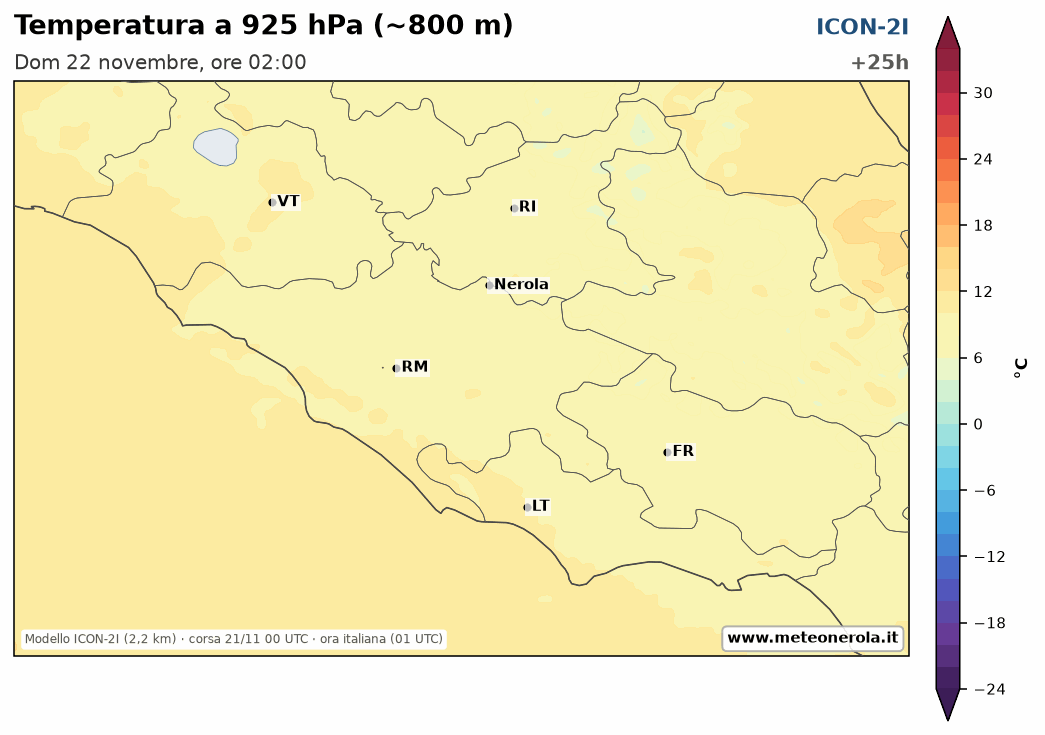 Temperatura a 925 hPa (~800 m)
ICON-2I
Dom 22 novembre, ore 02:00
+25h
VT
RI
Nerola
RM
FR
LT
Modello ICON-2I (2,2 km) · corsa 21/11 00 UTC · ora italiana (01 UTC)
www.meteonerola.it
30
24
18
12
6
0
−6
−12
−18
−24
°C